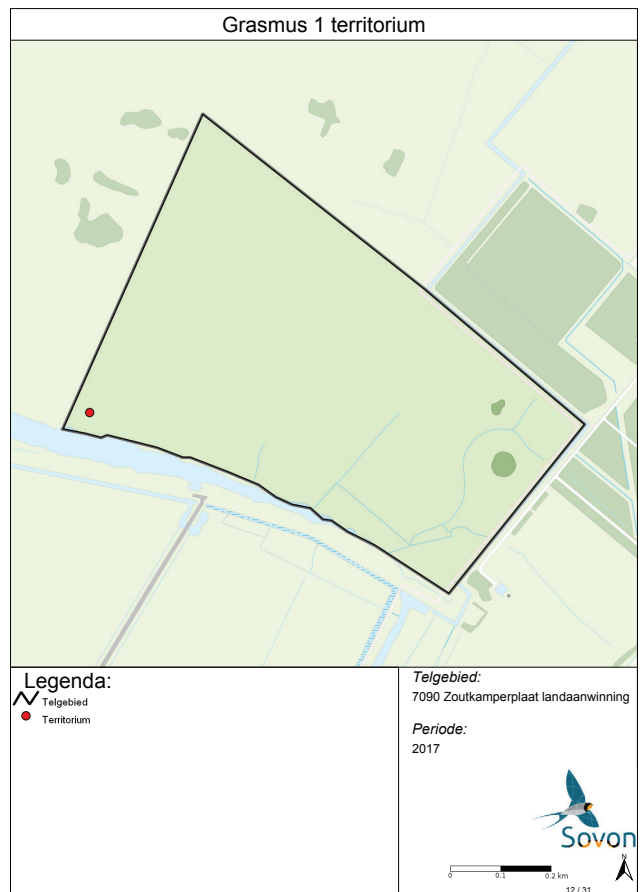 Grasmus 1 territorium
Legenda:
Telgebied
Territorium
Telgebied:
7090 Zoutkamperplaat landaanwinning
Periode:
2017
Sovon
N
0 0.1 0.2 km
12 / 31